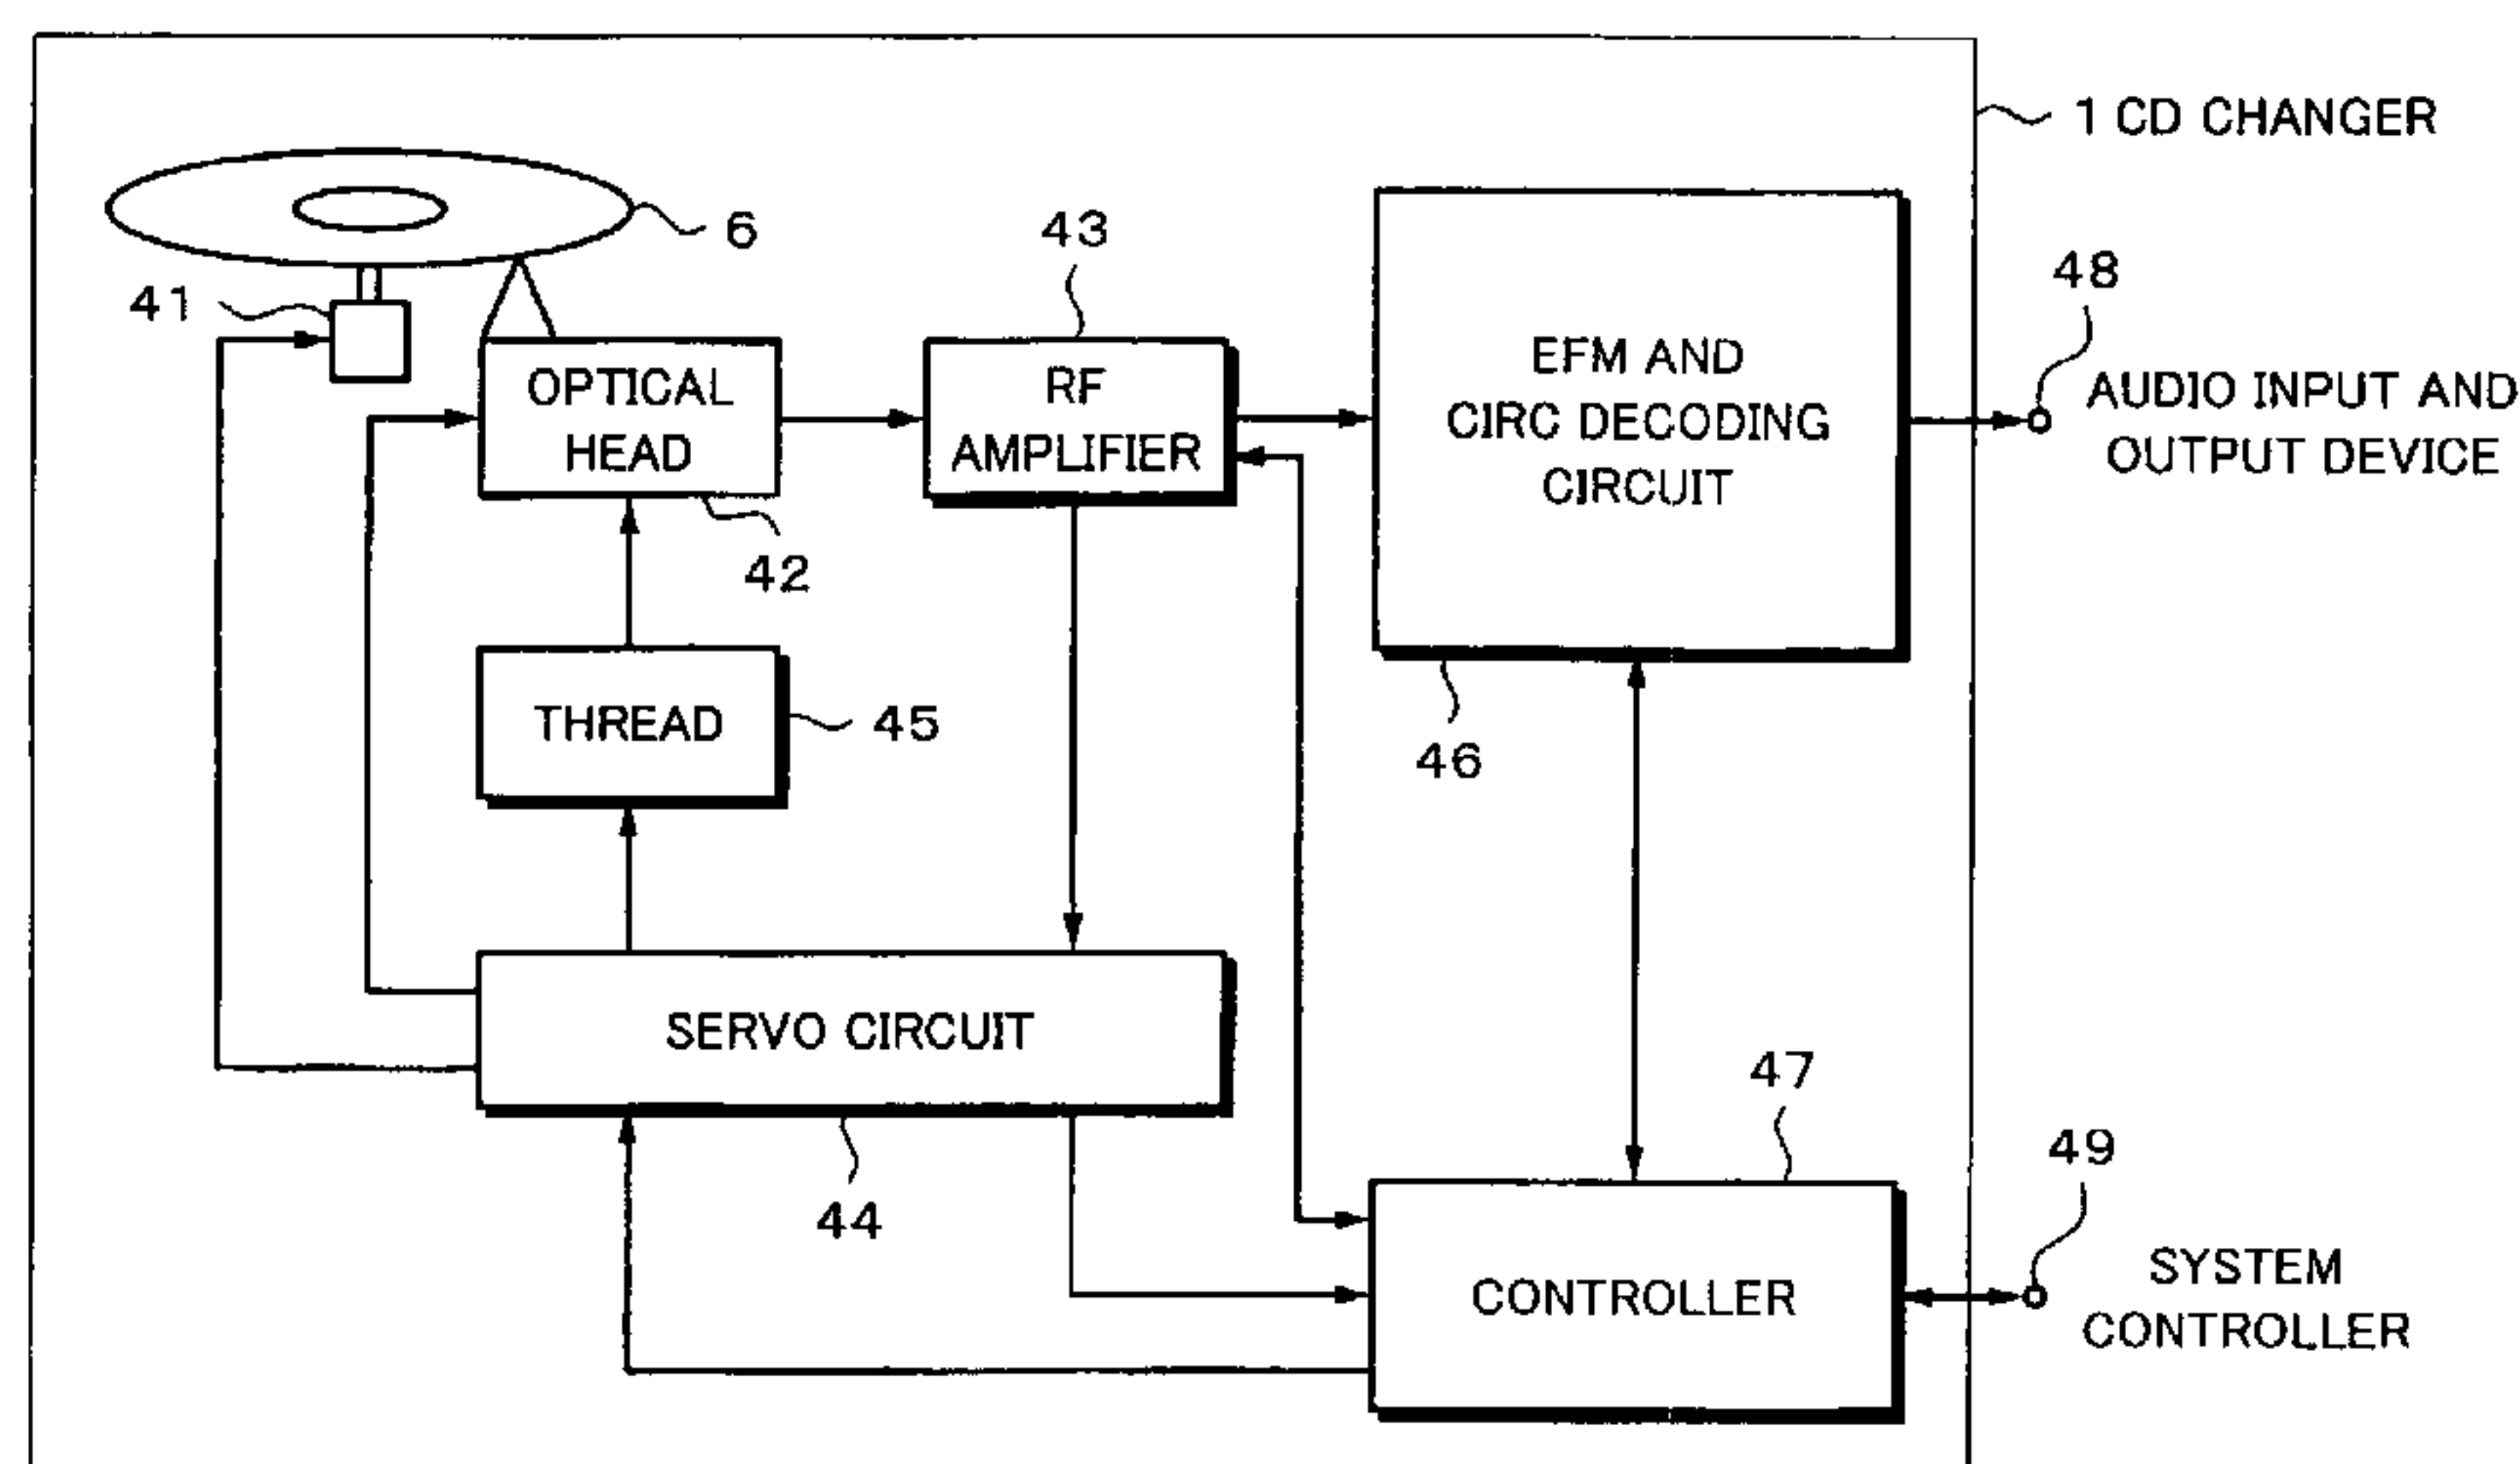 1 CD CHANGER
6
43
48
41
OPTICAL
HEAD
RF
AMPLIFIER
EFM AND
CIRC DECODING
CIRCUIT
AUDIO INPUT AND
OUTPUT DEVICE
42
THREAD
45
46
SERVO CIRCUIT
47
44
49
CONTROLLER
SYSTEM
CONTROLLER